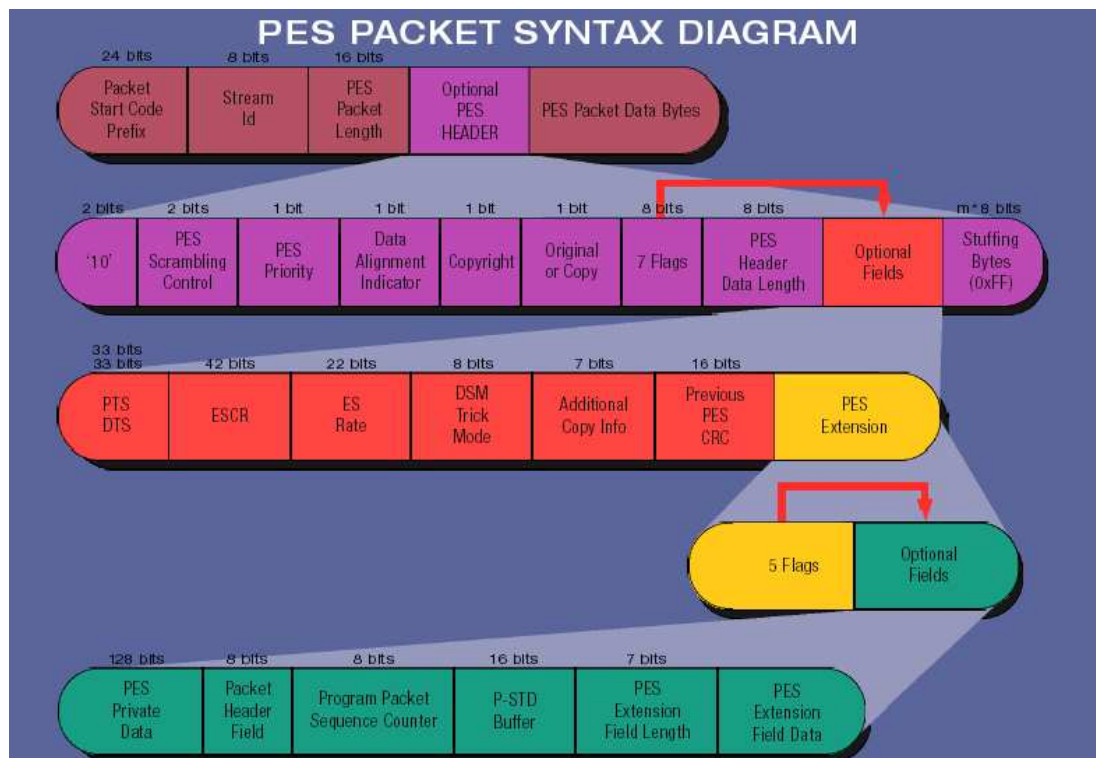 PES PACKET SYNTAX DIAGRAM
24 bits 8 bits 16 bits
Packet Start Code Prefix
Stream Id
PES Packet Length
Optional PES HEADER
PES Packet Data Bytes
2 bits 2 bits 1 bit 1 bit 1 bit 1 bit 8 bits 8 bits m*8 bits
'10'
PES Scrambling Control
PES Priority
Data Alignment Indicator
Copyright
Original or Copy
7 Flags
PES Header Data Length
Optional Fields
Stuffing Bytes (0xFF)
33 bits
33 bits 42 bits 22 bits 8 bits 7 bits 16 bits
PTS DTS
ESCR
ES Rate
DSM Trick Mode
Additional Copy Info
Previous PES CRC
PES Extension
5 Flags
Optional Fields
128 bits 8 bits 8 bits 16 bits 7 bits
PES Private Data
Packet Header Field
Program Packet Sequence Counter
P-STD Buffer
PES Extension Field Length
PES Extension Field Data